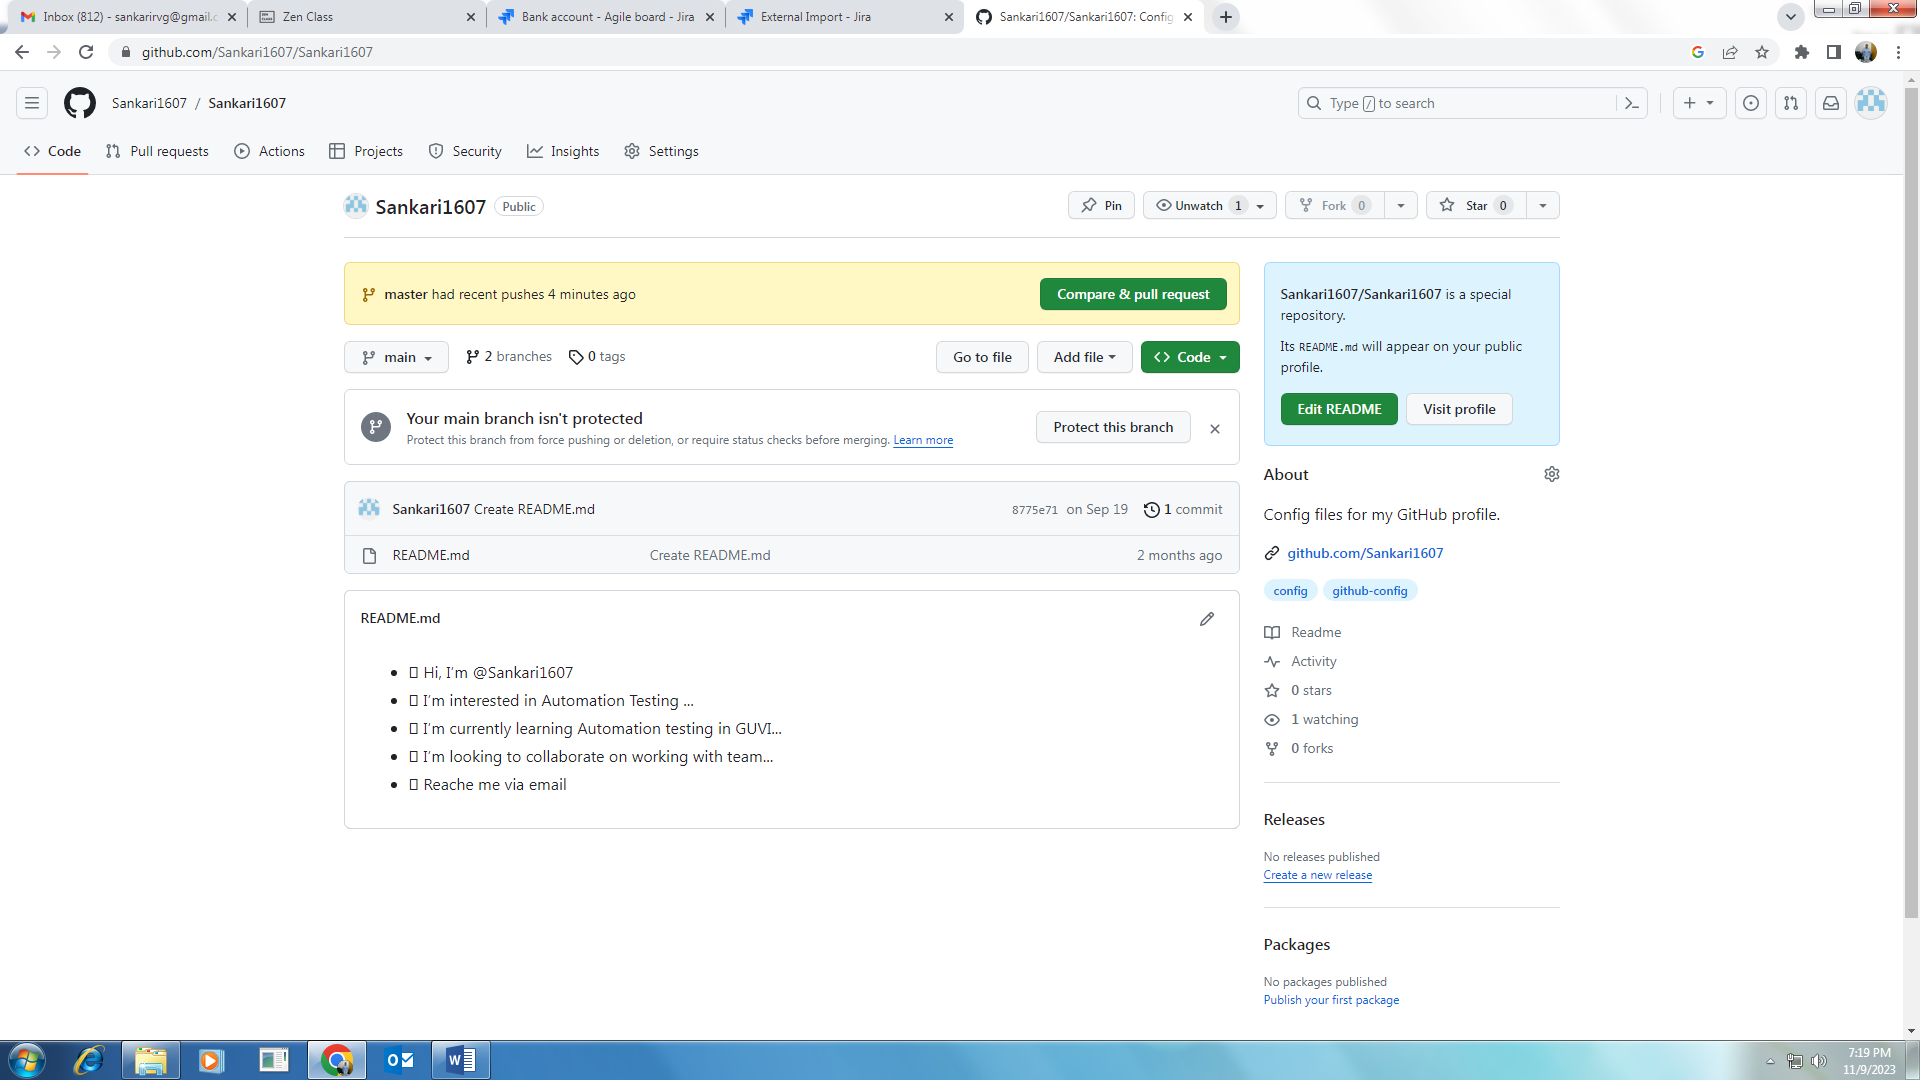 Inbox (812) - sankarirvg@gmail.c
Zen Class
Bank account - Agile board - Jira
External Import - Jira
Sankari1607/Sankari1607: Config
github.com/Sankari1607/Sankari1607
Sankari1607 / Sankari1607
Type / to search
Code
Pull requests
Actions
Projects
Security
Insights
Settings
Sankari1607 Public
Pin
Unwatch 1
Fork 0
Star 0
master had recent pushes 4 minutes ago
Compare & pull request
main
2 branches
0 tags
Go to file
Add file
Code
Your main branch isn't protected
Protect this branch from force pushing or deletion, or require status checks before merging. Learn more
Protect this branch
Sankari1607 Create README.md
8775e71 on Sep 19
1 commit
README.md
Create README.md
2 months ago
README.md
Hi, I'm @Sankari1607
I'm interested in Automation Testing ...
I'm currently learning Automation testing in GUVI...
I'm looking to collaborate on working with team...
Reache me via email
Sankari1607/Sankari1607 is a special
repository.
Its README.md will appear on your public
profile.
Edit README
Visit profile
About
Config files for my GitHub profile.
github.com/Sankari1607
config
github-config
Readme
Activity
0 stars
1 watching
0 forks
Releases
No releases published
Create a new release
Packages
No packages published
Publish your first package
7:19 PM
11/9/2023